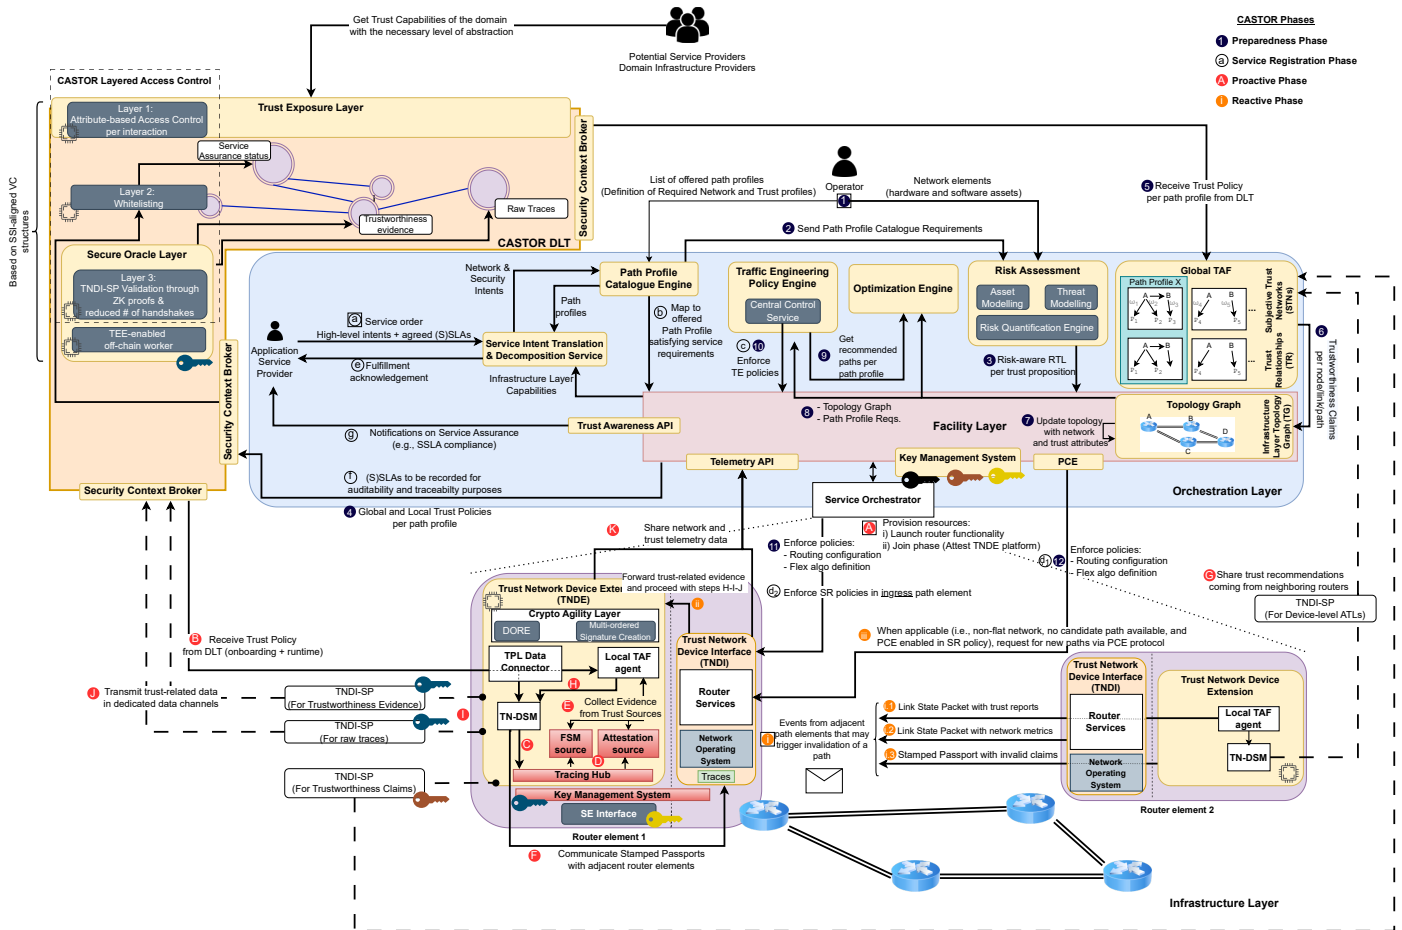 Get Trust Capabilities of the domain
with the necessary level of abstraction
Potential Service Providers
Domain Infrastructure Providers
CASTOR Phases
1 Preparedness Phase
a Service Registration Phase
A Proactive Phase
i Reactive Phase
CASTOR Layered Access Control
Trust Exposure Layer
Layer 1:
Attribute-based Access Control
per interaction
Service
Assurance status
Layer 2:
Whitelisting
Raw Traces
Trustworthiness
evidence
CASTOR DLT
Security Context Broker
Based on SSI-aligned VC
structures
Secure Oracle Layer
Layer 3:
TNDI-SP Validation through
ZK proofs &
reduced # of handshakes
TEE-enabled
off-chain worker
Security Context Broker
Security Context Broker
List of offered path profiles
(Definition of Required Network and Trust profiles)
Operator
1
Network elements
(hardware and software assets)
2 Send Path Profile Catalogue Requirements
5 Receive Trust Policy
per path profile from DLT
Network &
Security
Intents
Path
profiles
Path Profile
Catalogue Engine
Traffic Engineering
Policy Engine
Central Control
Service
Optimization Engine
Risk Assessment
Asset
Modelling
Threat
Modelling
Risk Quantification Engine
Global TAF
Path Profile X
Subjective Trust
Networks (STNs)
Trust
Relationships
(TR)
6 Trustworthiness Claims
per node/link/path
Application
Service
Provider
a Service order
High-level intents + agreed (S)SLAs
e Fulfillment
acknowledgement
Service Intent Translation
& Decomposition Service
Infrastructure Layer
Capabilities
b Map to
offered
Path Profile
satisfying service
requirements
c 10
Enforce
TE policies
9 Get
recommended
paths per
path profile
3 Risk-aware RTL
per trust proposition
g Notifications on Service Assurance
(e.g., SSLA compliance)
Trust Awareness API
8 - Topology Graph
- Path Profile Reqs.
Facility Layer
7 Update topology
with network
and trust attributes
Topology Graph
A
B
C
D
Infrastructure
Layer Topology
Graph (TG)
f (S)SLAs to be recorded for
auditability and traceabilty purposes
4 Global and Local Trust Policies
per path profile
Telemetry API
Key Management System
PCE
Service Orchestrator
Orchestration Layer
K Share network and
trust telemetry data
A Provision resources:
i) Launch router functionality
ii) Join phase (Attest TNDE platform)
11 Enforce policies:
- Routing configuration
- Flex algo definition
d2 Enforce SR policies in ingress path element
d1 12 Enforce policies:
- Routing configuration
- Flex algo definition
G Share trust recommendations
coming from neighboring routers
TNDI-SP
(For Device-level ATLs)
Forward trust-related evidence
and proceed with steps H-I-J
ii
Trust Network Device Exten
(TNDE)
Crypto Agility Layer
DORE
Multi-ordered
Signature Creation
TPL Data
Connector
Local TAF
agent
H
E Collect Evidence
from Trust Sources
TN-DSM
C
FSM
source
Attestation
source
D
Tracing Hub
Key Management System
SE Interface
Router element 1
Trust Network
Device Interface
(TNDI)
Router
Services
Network
Operating
System
Traces
B Receive Trust Policy
from DLT (onboarding + runtime)
J Transmit trust-related data
in dedicated data channels
I
TNDI-SP
(For Trustworthiness Evidence)
TNDI-SP
(For raw traces)
TNDI-SP
(For Trustworthiness Claims)
F Communicate Stamped Passports
with adjacent router elements
iii When applicable (i.e., non-flat network, no candidate path available, and
PCE enabled in SR policy), request for new paths via PCE protocol
Events from adjacent
path elements that may
trigger invalidation of a
path
i
i.1 Link State Packet with trust reports
i.2 Link State Packet with network metrics
i.3 Stamped Passport with invalid claims
Trust Network
Device Interface
(TNDI)
Router
Services
Network
Operating
System
Trust Network Device
Extension
Local TAF
agent
TN-DSM
Router element 2
Infrastructure Layer